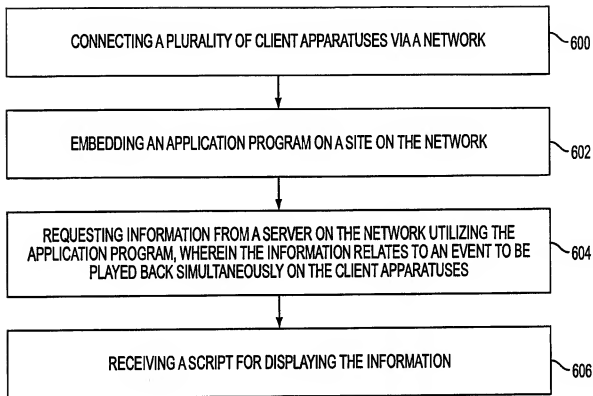 CONNECTING A PLURALITY OF CLIENT APPARATUSES VIA A NETWORK
600
EMBEDDING AN APPLICATION PROGRAM ON A SITE ON THE NETWORK
602
REQUESTING INFORMATION FROM A SERVER ON THE NETWORK UTILIZING THE
APPLICATION PROGRAM, WHEREIN THE INFORMATION RELATES TO AN EVENT TO BE
PLAYED BACK SIMULTANEOUSLY ON THE CLIENT APPARATUSES
604
RECEIVING A SCRIPT FOR DISPLAYING THE INFORMATION
606